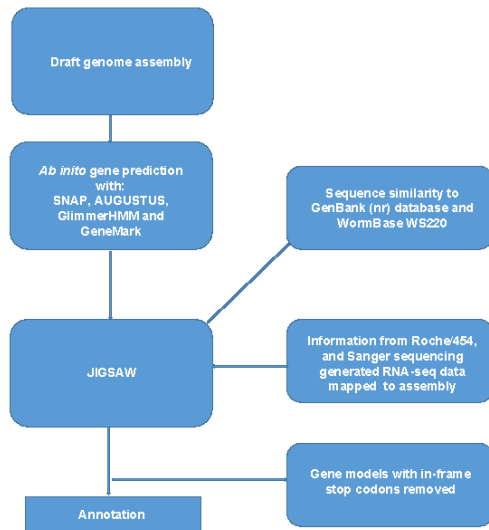 Draft genome assembly
Ab inito gene prediction
with:
SNAP, AUGUSTUS,
GlimmerHMM and
GeneMark
Sequence similarity to
GenBank (nr) database and
WormBase WS220
JIGSAW
Information from Roche/454,
and Sanger sequencing
generated RNA-seq data
mapped to assembly
Gene models with in-frame
stop codons removed
Annotation